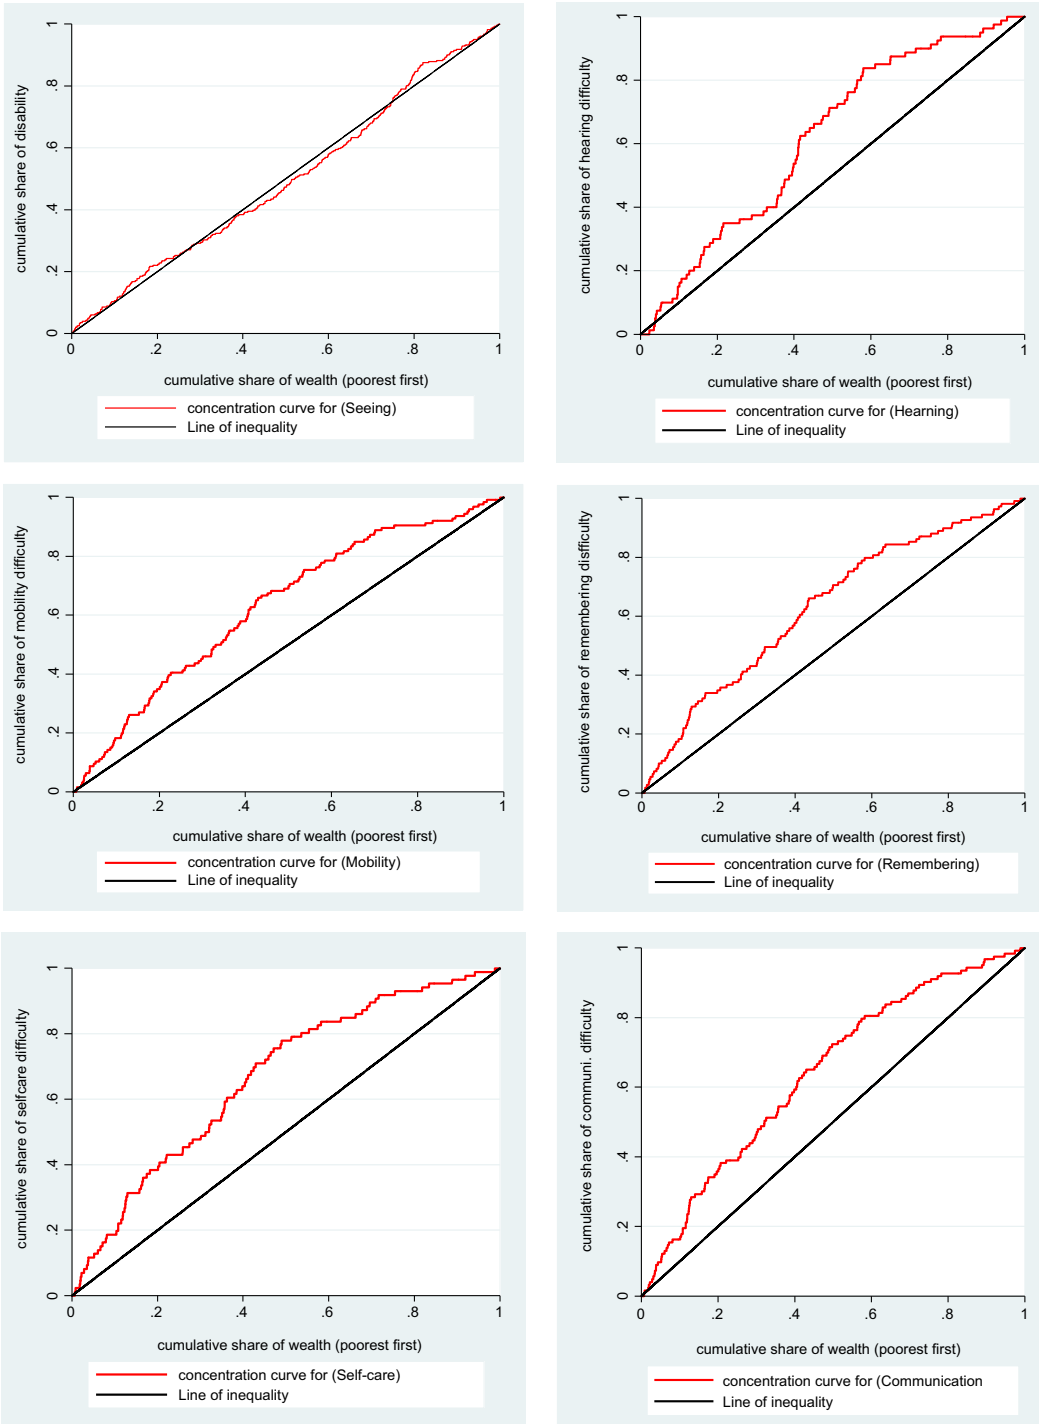 cumulative share of disability
1
.8
.6
.4
.2
0
0 .2 .4 .6 .8 1
cumulative share of wealth (poorest first)
concentration curve for (Seeing)
Line of inequality
cumulative share of hearing difficulty
1
.8
.6
.4
.2
0
0 .2 .4 .6 .8 1
cumulative share of wealth (poorest first)
concentration curve for (Hearning)
Line of inequality
cumulative share of mobility difficulty
1
.8
.6
.4
.2
0
0 .2 .4 .6 .8 1
cumulative share of wealth (poorest first)
concentration curve for (Mobility)
Line of inequality
cumulative share of remembering disfficulty
1
.8
.6
.4
.2
0
0 .2 .4 .6 .8 1
cumulative share of wealth (poorest first)
concentration curve for (Remembering)
Line of inequality
cumulative share of selfcare difficulty
1
.8
.6
.4
.2
0
0 .2 .4 .6 .8 1
cumulative share of wealth (poorest first)
concentration curve for (Self-care)
Line of inequality
cumulative share of communi. difficulty
1
.8
.6
.4
.2
0
0 .2 .4 .6 .8 1
cumulative share of wealth (poorest first)
concentration curve for (Communication
Line of inequality